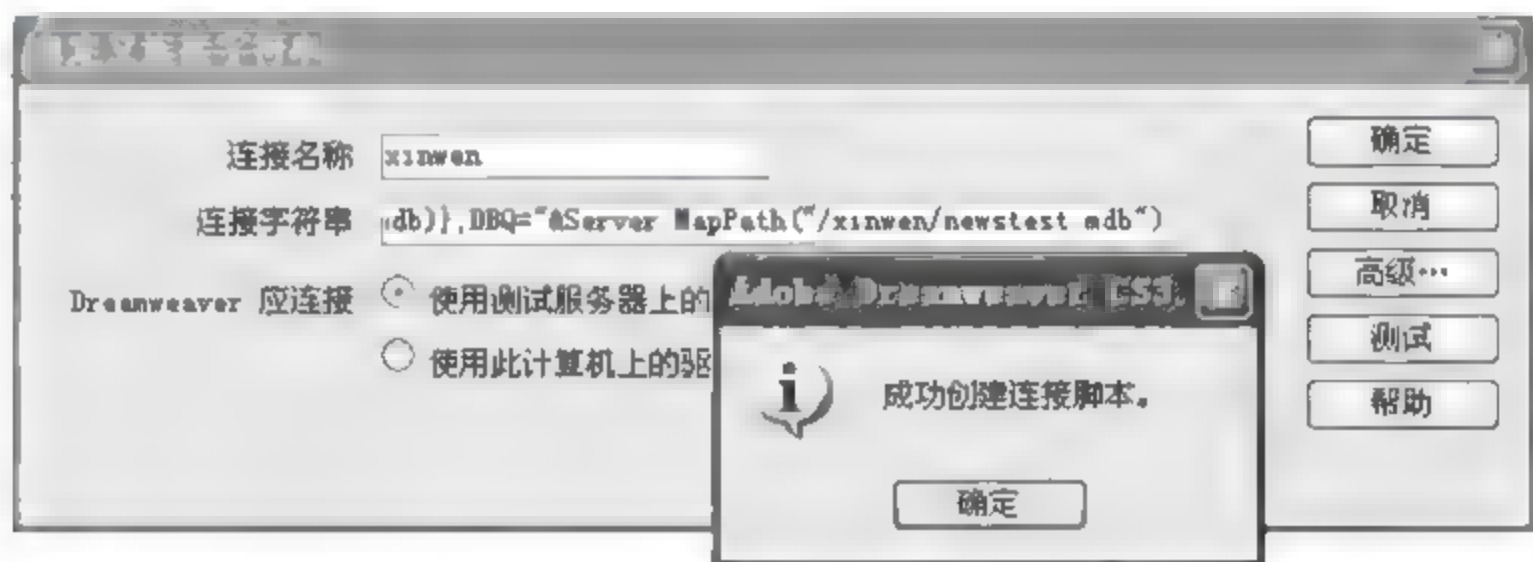 连接名称 xinwen
连接字符串 db)},DBQ="&Server MapPath("/xinwen/newstest mdb")
Dreamweaver 应连接 使用测试服务器上的
使用此计算机上的驱
确定
取消
高级…
测试
帮助
Adobe Dreamweaver CS3
成功创建连接脚本。
确定